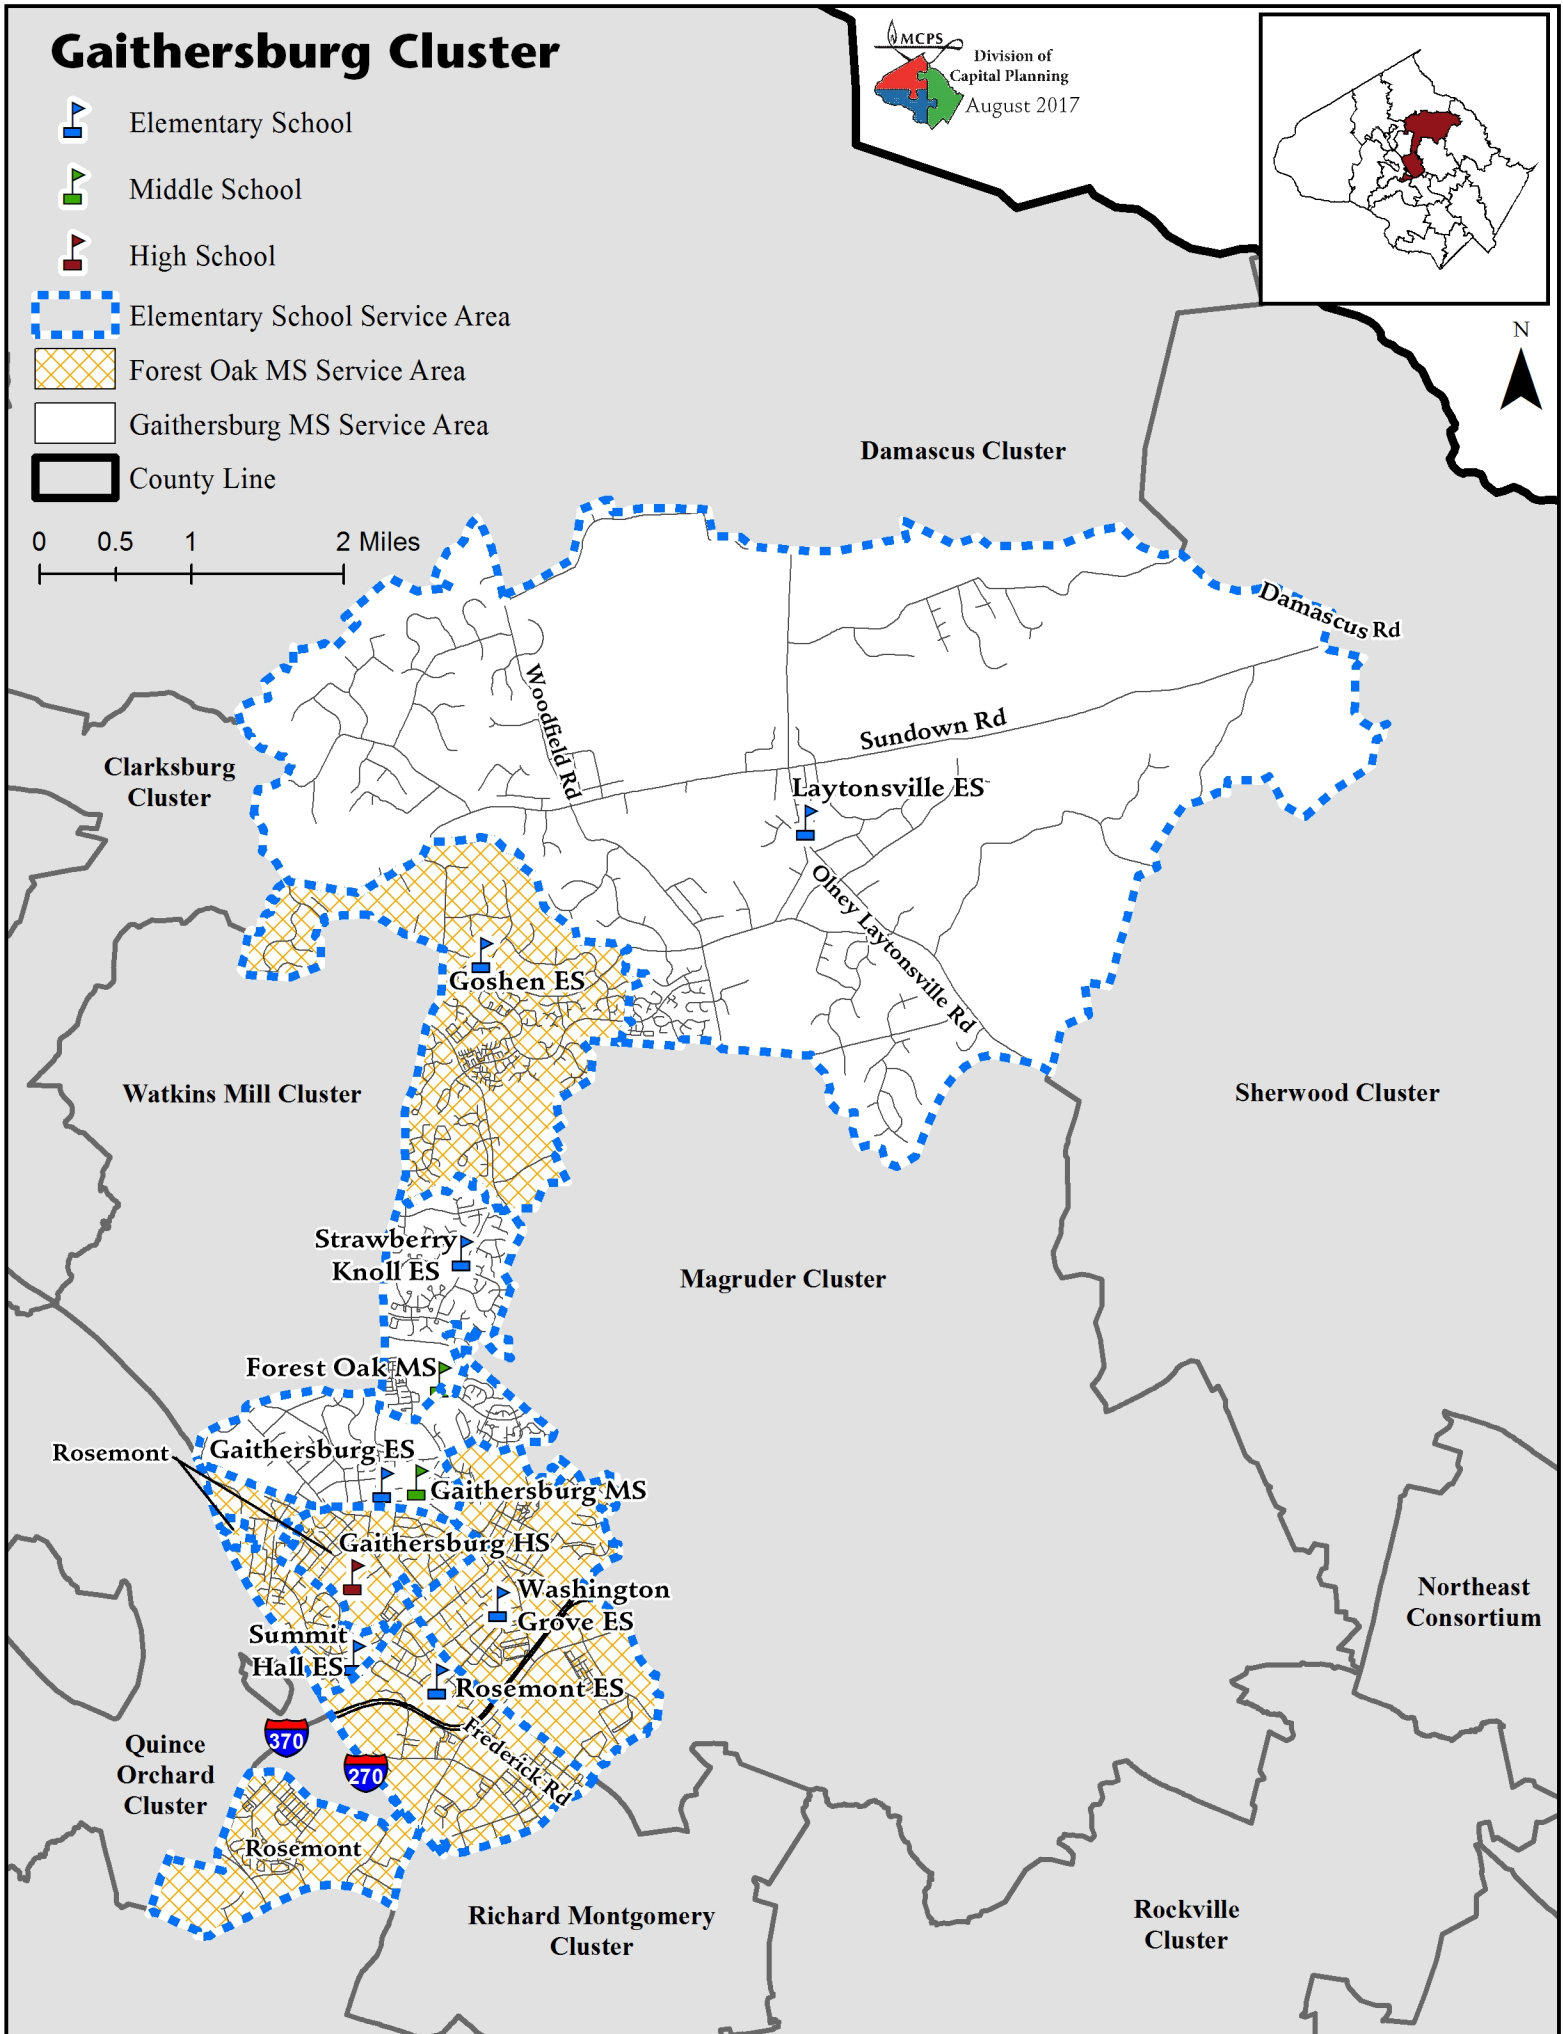 Gaithersburg Cluster
Elementary School
Middle School
High School
Elementary School Service Area
Forest Oak MS Service Area
Gaithersburg MS Service Area
County Line
0 0.5 1 2 Miles
MCPS
Division of
Capital Planning
August 2017
N
Damascus Cluster
Damascus Rd
Woodfield Rd
Sundown Rd
Clarksburg
Cluster
Laytonsville ES
Olney Laytonsville Rd
Goshen ES
Watkins Mill Cluster
Sherwood Cluster
Strawberry
Knoll ES
Magruder Cluster
Forest Oak MS
Rosemont
Gaithersburg ES
Gaithersburg MS
Gaithersburg HS
Washington
Grove ES
Northeast
Consortium
Summit
Hall ES
Rosemont ES
370
270
Frederick Rd
Quince
Orchard
Cluster
Rosemont
Richard Montgomery
Cluster
Rockville
Cluster